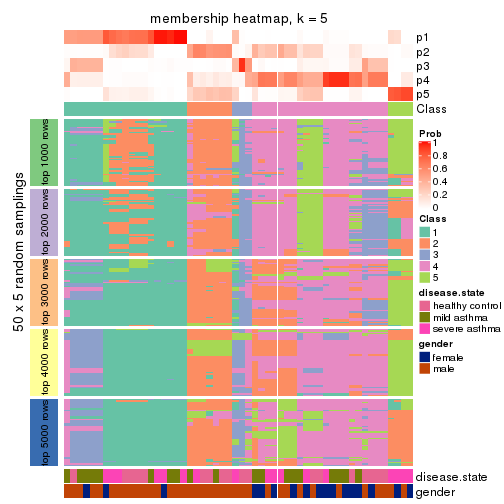 membership heatmap, k = 5
p1
p2
p3
p4
p5
Class
50 x 5 random samplings
top 1000 rows
top 2000 rows
top 3000 rows
top 4000 rows
top 5000 rows
Prob
1
0.8
0.6
0.4
0.2
0
Class
1
2
3
4
5
disease.state
healthy control
mild asthma
severe asthma
gender
female
male
disease.state
gender